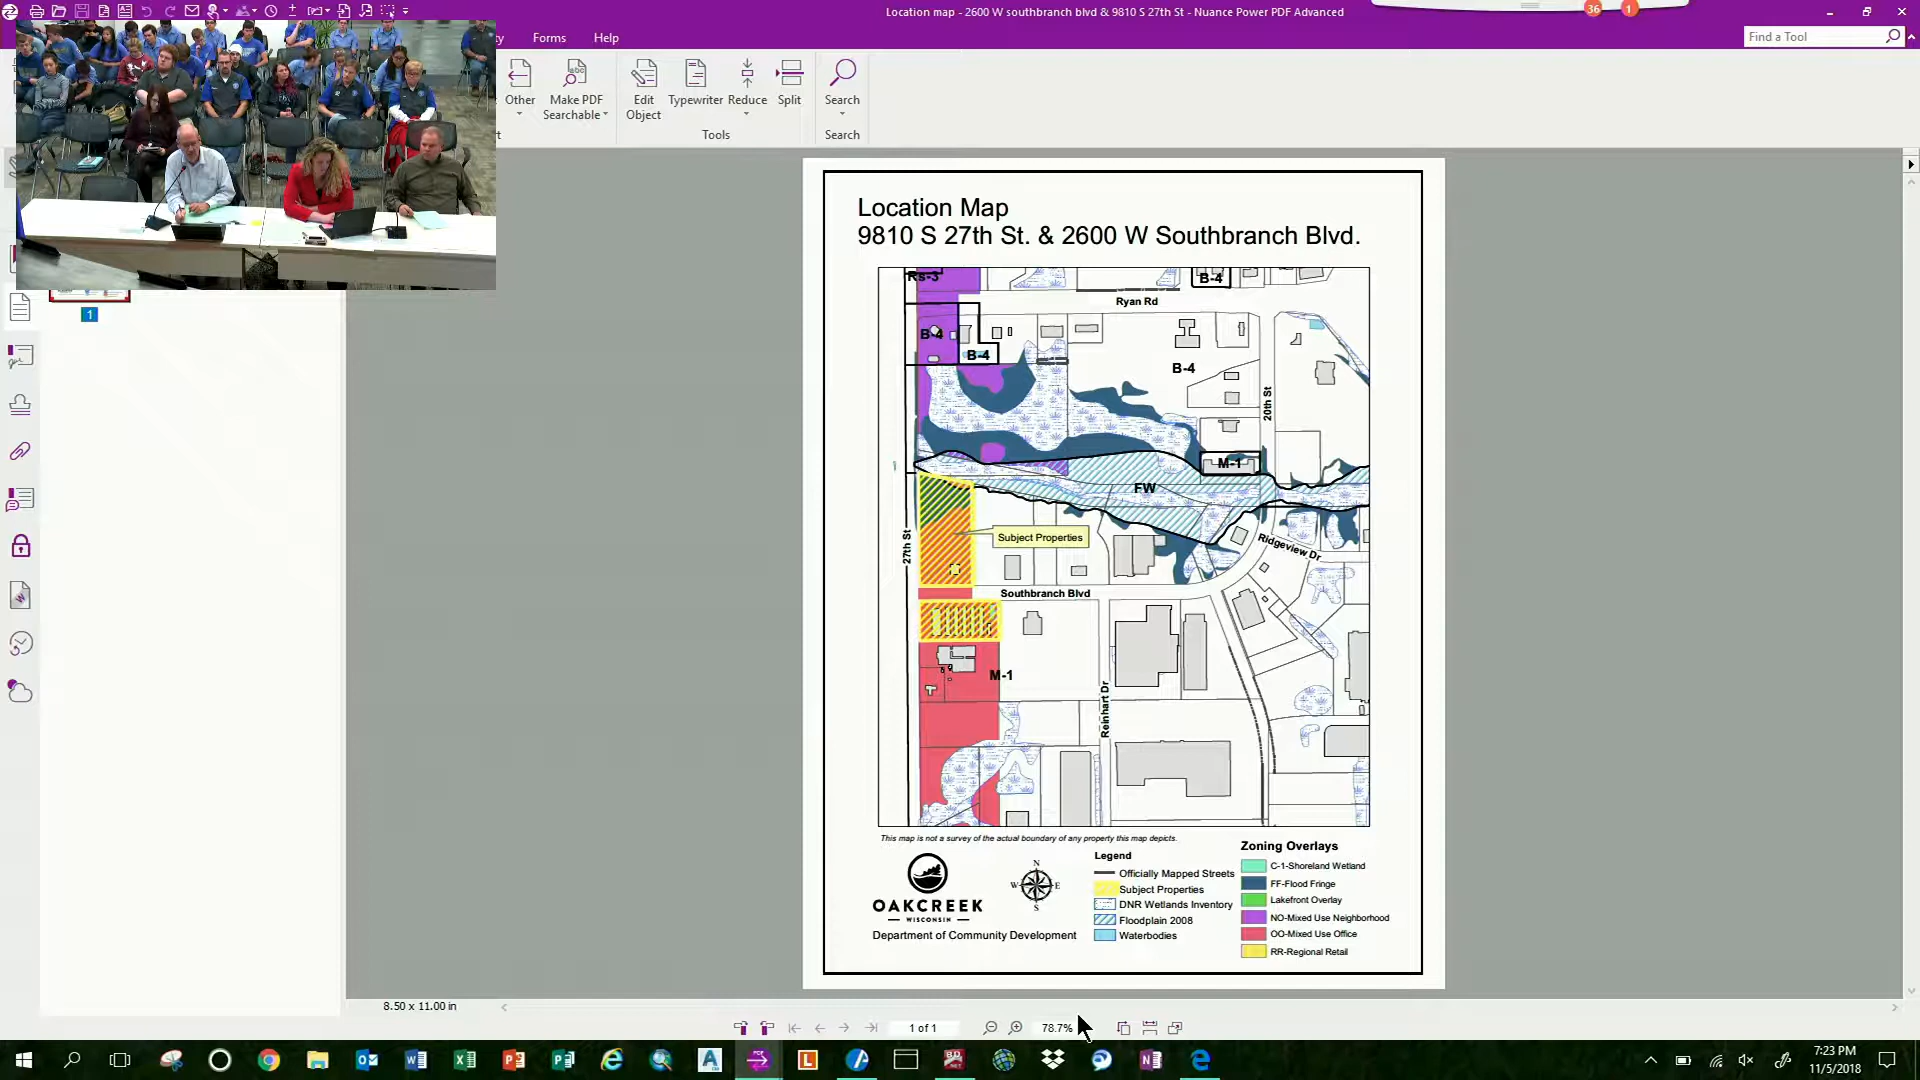 Location map - 2600 W southbranch blvd & 9810 S 27th St - Nuance Power PDF Advanced
36
1
Forms
Help
Find a Tool
Other
Make PDF
Searchable
Edit
Object
Typewriter
Reduce
Split
Search
Tools
Search
1
Location Map
9810 S 27th St. & 2600 W Southbranch Blvd.
Rs-3
B-4
Ryan Rd
B-4
B-4
B-4
20th St
M-1
FW
27th St
Subject Properties
Ridgeview Dr
Southbranch Blvd
M-1
Reinhart Dr
This map is not a survey of the actual boundary of any property this map depicts.
OAKCREEK
WISCONSIN
Department of Community Development
N
W
E
S
Legend
Officially Mapped Streets
Subject Properties
DNR Wetlands Inventory
Floodplain 2008
Waterbodies
Zoning Overlays
C-1-Shoreland Wetland
FF-Flood Fringe
Lakefront Overlay
NO-Mixed Use Neighborhood
OO-Mixed Use Office
RR-Regional Retail
8.50 x 11.00 in
1 of 1
78.7%
7:23 PM
11/5/2018